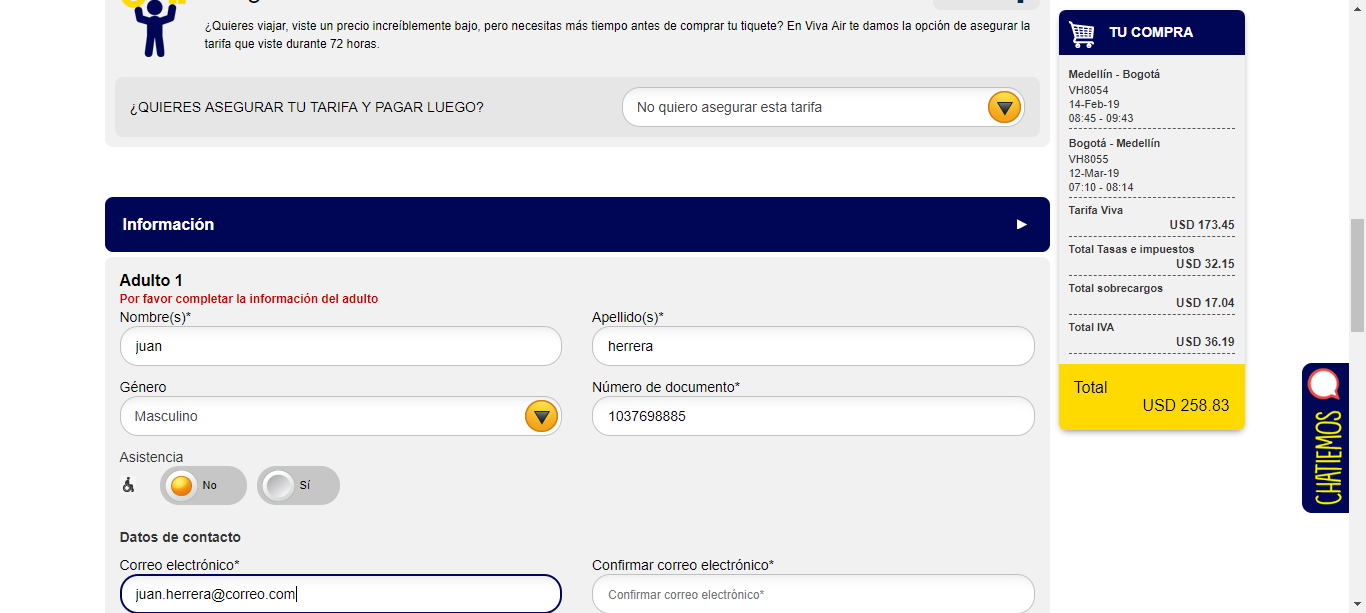 ¿Quieres viajar, viste un precio increíblemente bajo, pero necesitas más tiempo antes de comprar tu tiquete? En Viva Air te damos la opción de asegurar la
tarifa que viste durante 72 horas.
¿QUIERES ASEGURAR TU TARIFA Y PAGAR LUEGO?
No quiero asegurar esta tarifa
Información
Adulto 1
Por favor completar la información del adulto
Nombre(s)*
Apellido(s)*
juan
herrera
Género
Número de documento*
Masculino
1037698885
Asistencia
No
Sí
Datos de contacto
Correo electrónico*
Confirmar correo electrónico*
juan.herrera@correo.com
Confirmar correo electrónico*
TU COMPRA
Medellín - Bogotá
VH8054
14-Feb-19
08:45 - 09:43
Bogotá - Medellín
VH8055
12-Mar-19
07:10 - 08:14
Tarifa Viva
USD 173.45
Total Tasas e impuestos
USD 32.15
Total sobrecargos
USD 17.04
Total IVA
USD 36.19
Total
USD 258.83
CHATIEMOS